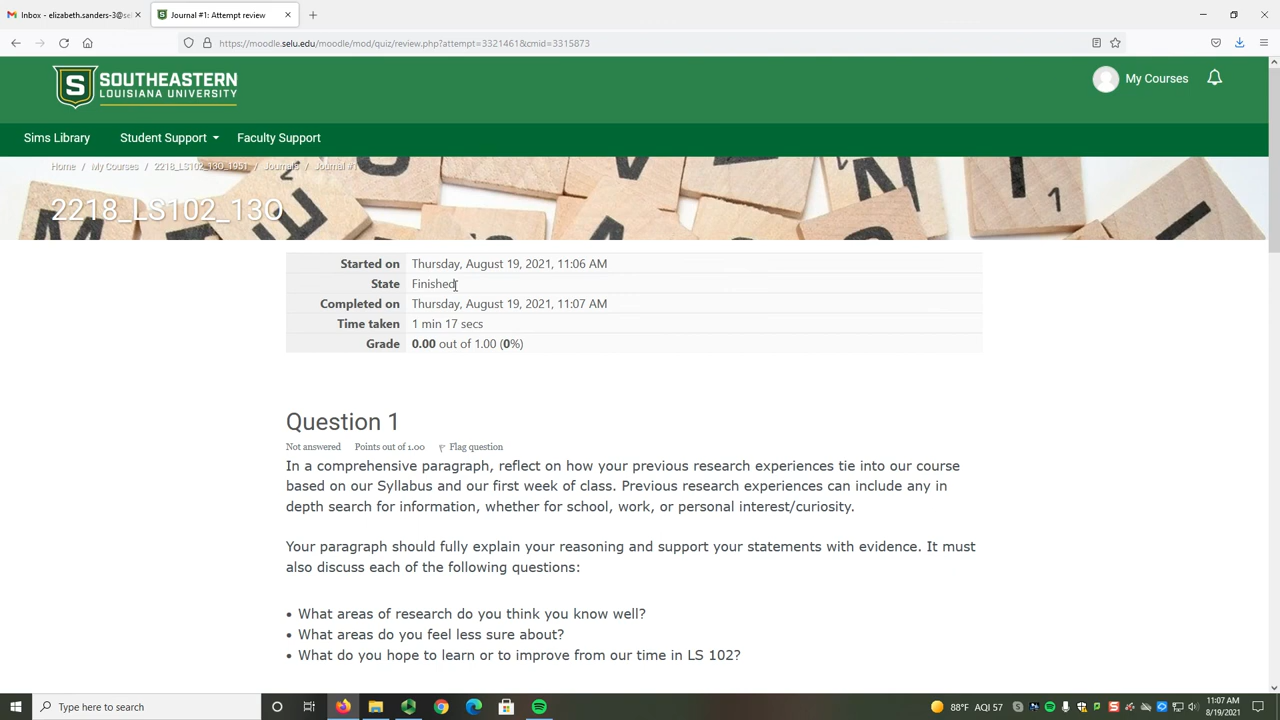 Inbox - elizabeth.sanders-3@se
Journal #1: Attempt review
https://moodle.selu.edu/mod/quiz/review.php?attempt=3321461&cmid=3315873
S
SOUTHEASTERN
LOUISIANA UNIVERSITY
My Courses
Sims Library
Student Support
Faculty Support
Home / My Courses / 2218_LS102_13O_1951 / Journals / Journal #1
2218_LS102_13O
Started on Thursday, August 19, 2021, 11:06 AM
State Finished
Completed on Thursday, August 19, 2021, 11:07 AM
Time taken 1 min 17 secs
Grade 0.00 out of 1.00 (0%)
Question 1
Not answered Points out of 1.00 Flag question
In a comprehensive paragraph, reflect on how your previous research experiences tie into our course
based on our Syllabus and our first week of class. Previous research experiences can include any in
depth search for information, whether for school, work, or personal interest/curiosity.
Your paragraph should fully explain your reasoning and support your statements with evidence. It must
also discuss each of the following questions:
• What areas of research do you think you know well?
• What areas do you feel less sure about?
• What do you hope to learn or to improve from our time in LS 102?
Type here to search
88°F AQI 57
11:07 AM
8/19/2021